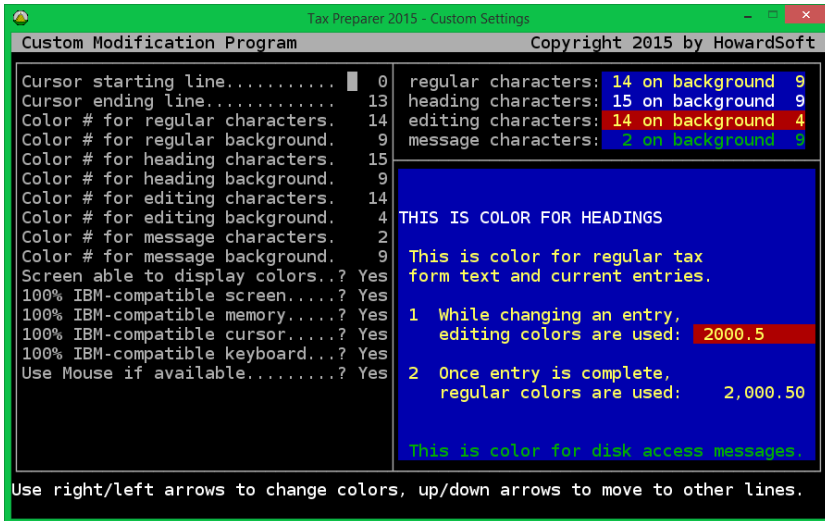 Tax Preparer 2015 - Custom Settings
Custom Modification Program Copyright 2015 by HowardSoft
Cursor starting line........... 0
Cursor ending line............. 13
Color # for regular characters. 14
Color # for regular background. 9
Color # for heading characters. 15
Color # for heading background. 9
Color # for editing characters. 14
Color # for editing background. 4
Color # for message characters. 2
Color # for message background. 9
Screen able to display colors..? Yes
100% IBM-compatible screen.....? Yes
100% IBM-compatible memory.....? Yes
100% IBM-compatible cursor.....? Yes
100% IBM-compatible keyboard...? Yes
Use Mouse if available.........? Yes
regular characters: 14 on background 9
heading characters: 15 on background 9
editing characters: 14 on background 4
message characters: 2 on background 9
THIS IS COLOR FOR HEADINGS
This is color for regular tax
form text and current entries.
1 While changing an entry,
editing colors are used: 2000.5
2 Once entry is complete,
regular colors are used: 2,000.50
This is color for disk access messages.
Use right/left arrows to change colors, up/down arrows to move to other lines.